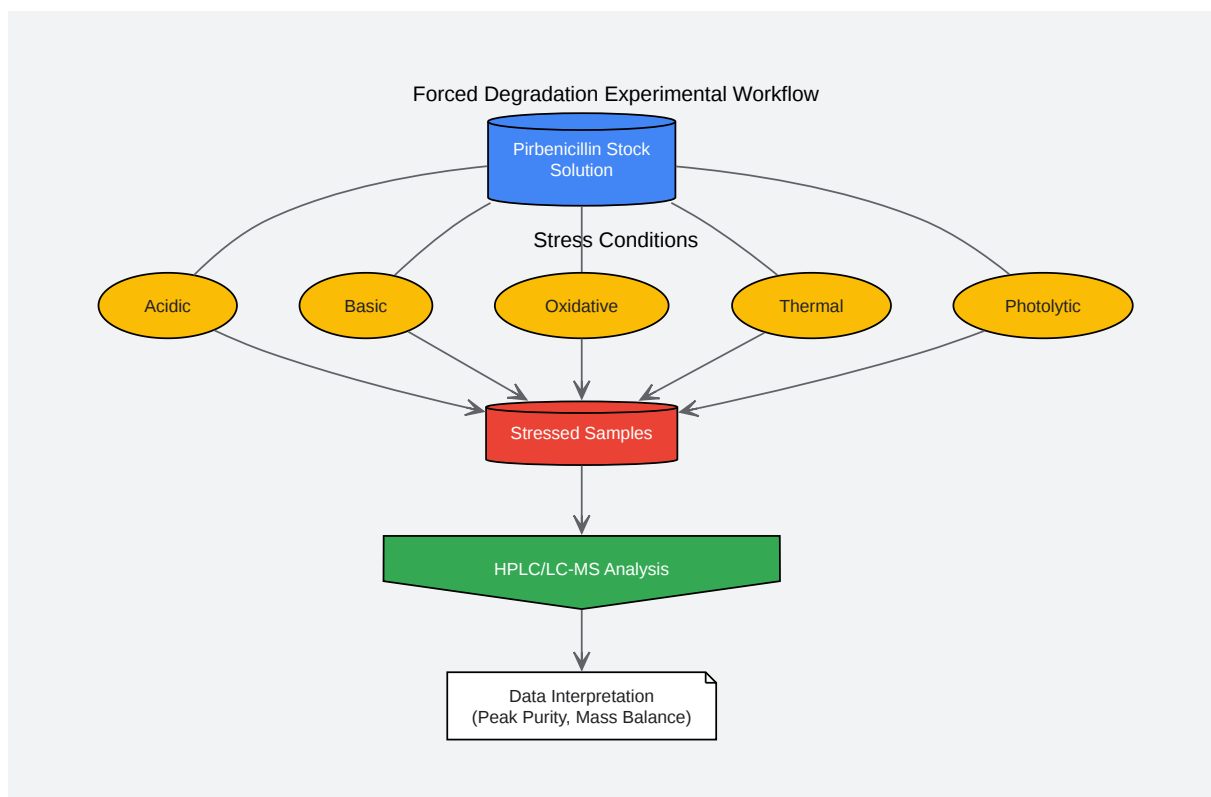 Forced Degradation Experimental Workflow
Pirbenicillin Stock
Solution
Stress Conditions
Acidic
Basic
Oxidative
Thermal
Photolytic
Stressed Samples
HPLC/LC-MS Analysis
Data Interpretation
(Peak Purity, Mass Balance)